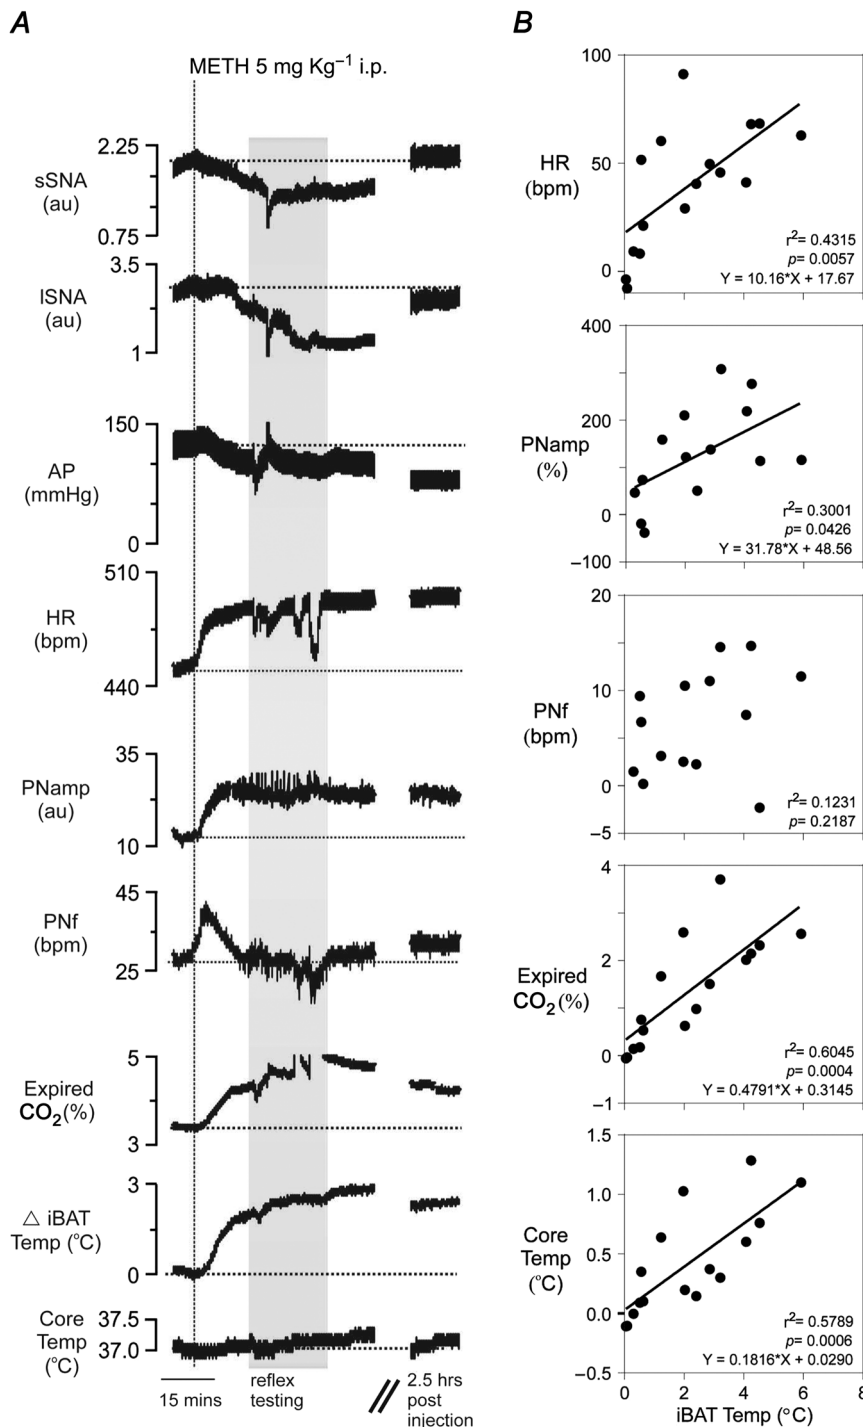 A
METH 5 mg Kg⁻¹ i.p.
sSNA
(au)
2.25
0.75
lSNA
(au)
3.5
1
AP
(mmHg)
150
0
HR
(bpm)
510
440
PNamp
(au)
35
10
PNf
(bpm)
45
25
Expired
CO₂(%)
5
3
△ iBAT
Temp (°C)
3
0
Core
Temp
(°C)
37.5
37.0
15 mins
reflex
testing
2.5 hrs
post
injection
B
HR
(bpm)
100
50
0
r²= 0.4315
p= 0.0057
Y = 10.16*X + 17.67
PNamp
(%)
400
200
0
−100
r²= 0.3001
p= 0.0426
Y = 31.78*X + 48.56
PNf
(bpm)
20
10
0
−5
r²= 0.1231
p= 0.2187
Expired
CO₂(%)
4
2
0
−1
r²= 0.6045
p= 0.0004
Y = 0.4791*X + 0.3145
Core
Temp
(°C)
1.5
1.0
0.5
0.0
−0.5
r²= 0.5789
p= 0.0006
Y = 0.1816*X + 0.0290
0 2 4 6 8
iBAT Temp (°C)